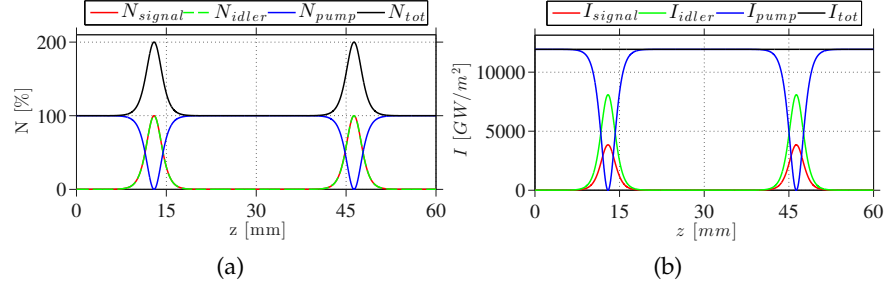 N_signal N_idler N_pump N_tot
200
100
0
N [%]
0 15 30 45 60
z [mm]
(a)
I_signal I_idler I_pump I_tot
10000
5000
0
I [GW/m²]
0 15 30 45 60
z [mm]
(b)